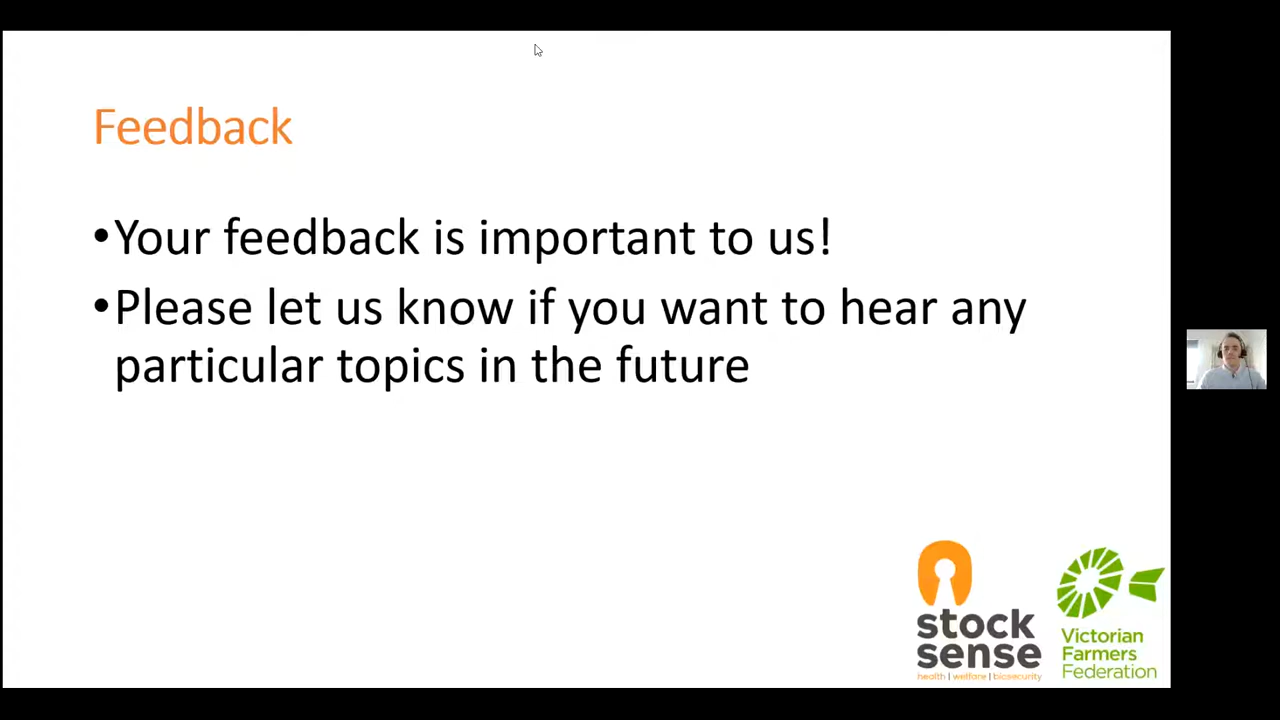 Feedback
•Your feedback is important to us!
•Please let us know if you want to hear any
particular topics in the future
stock
sense
health | welfare | biosecurity
Victorian
Farmers
Federation